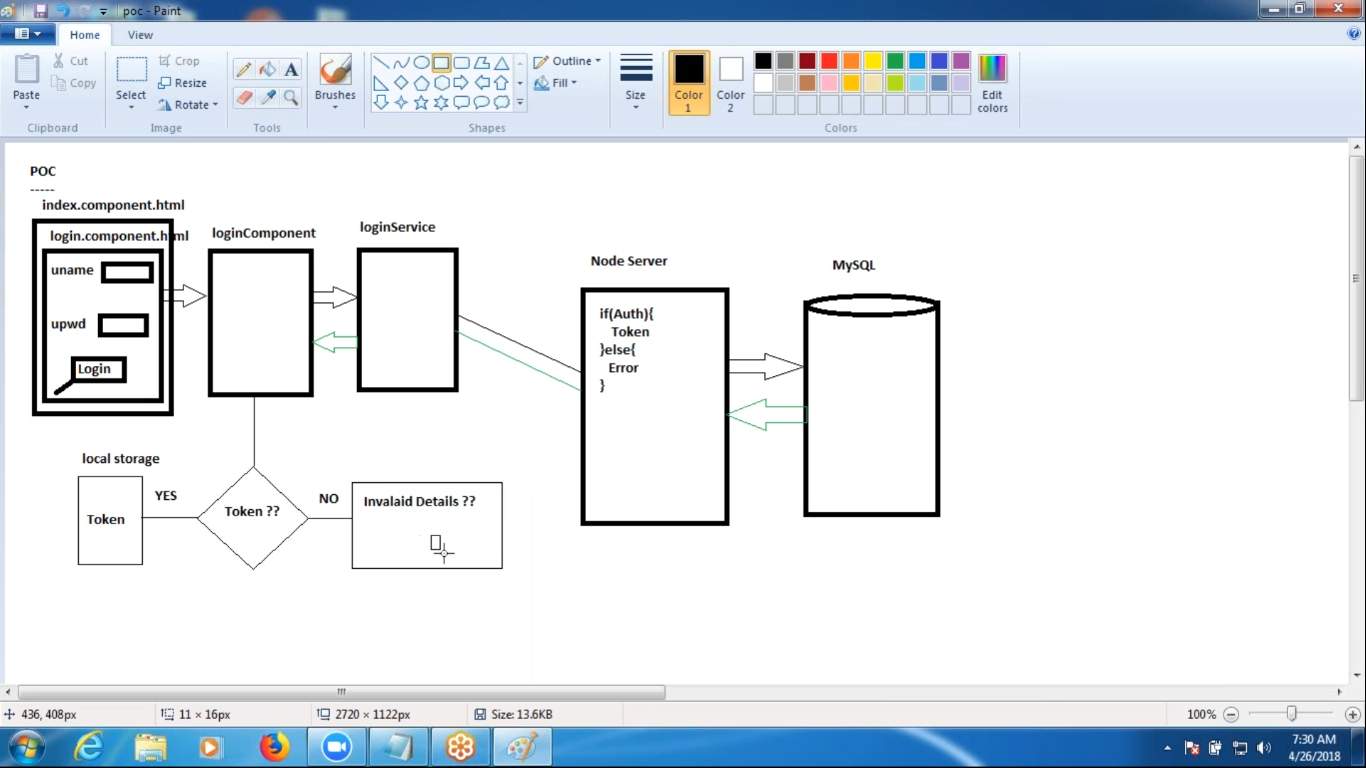 poc - Paint
Home
View
Paste
Cut
Copy
Clipboard
Select
Crop
Resize
Rotate
Image
A
Tools
Brushes
Shapes
Outline
Fill
Size
Color
1
Color
2
Edit
colors
Colors
POC
-----
index.component.html
login.component.html
uname
upwd
Login
loginComponent
loginService
Node Server
if(Auth){
Token
}else{
Error
}
MySQL
local storage
Token
YES
Token ??
NO
Invalaid Details ??
436, 408px
11 × 16px
2720 × 1122px
Size: 13.6KB
100%
7:30 AM
4/26/2018